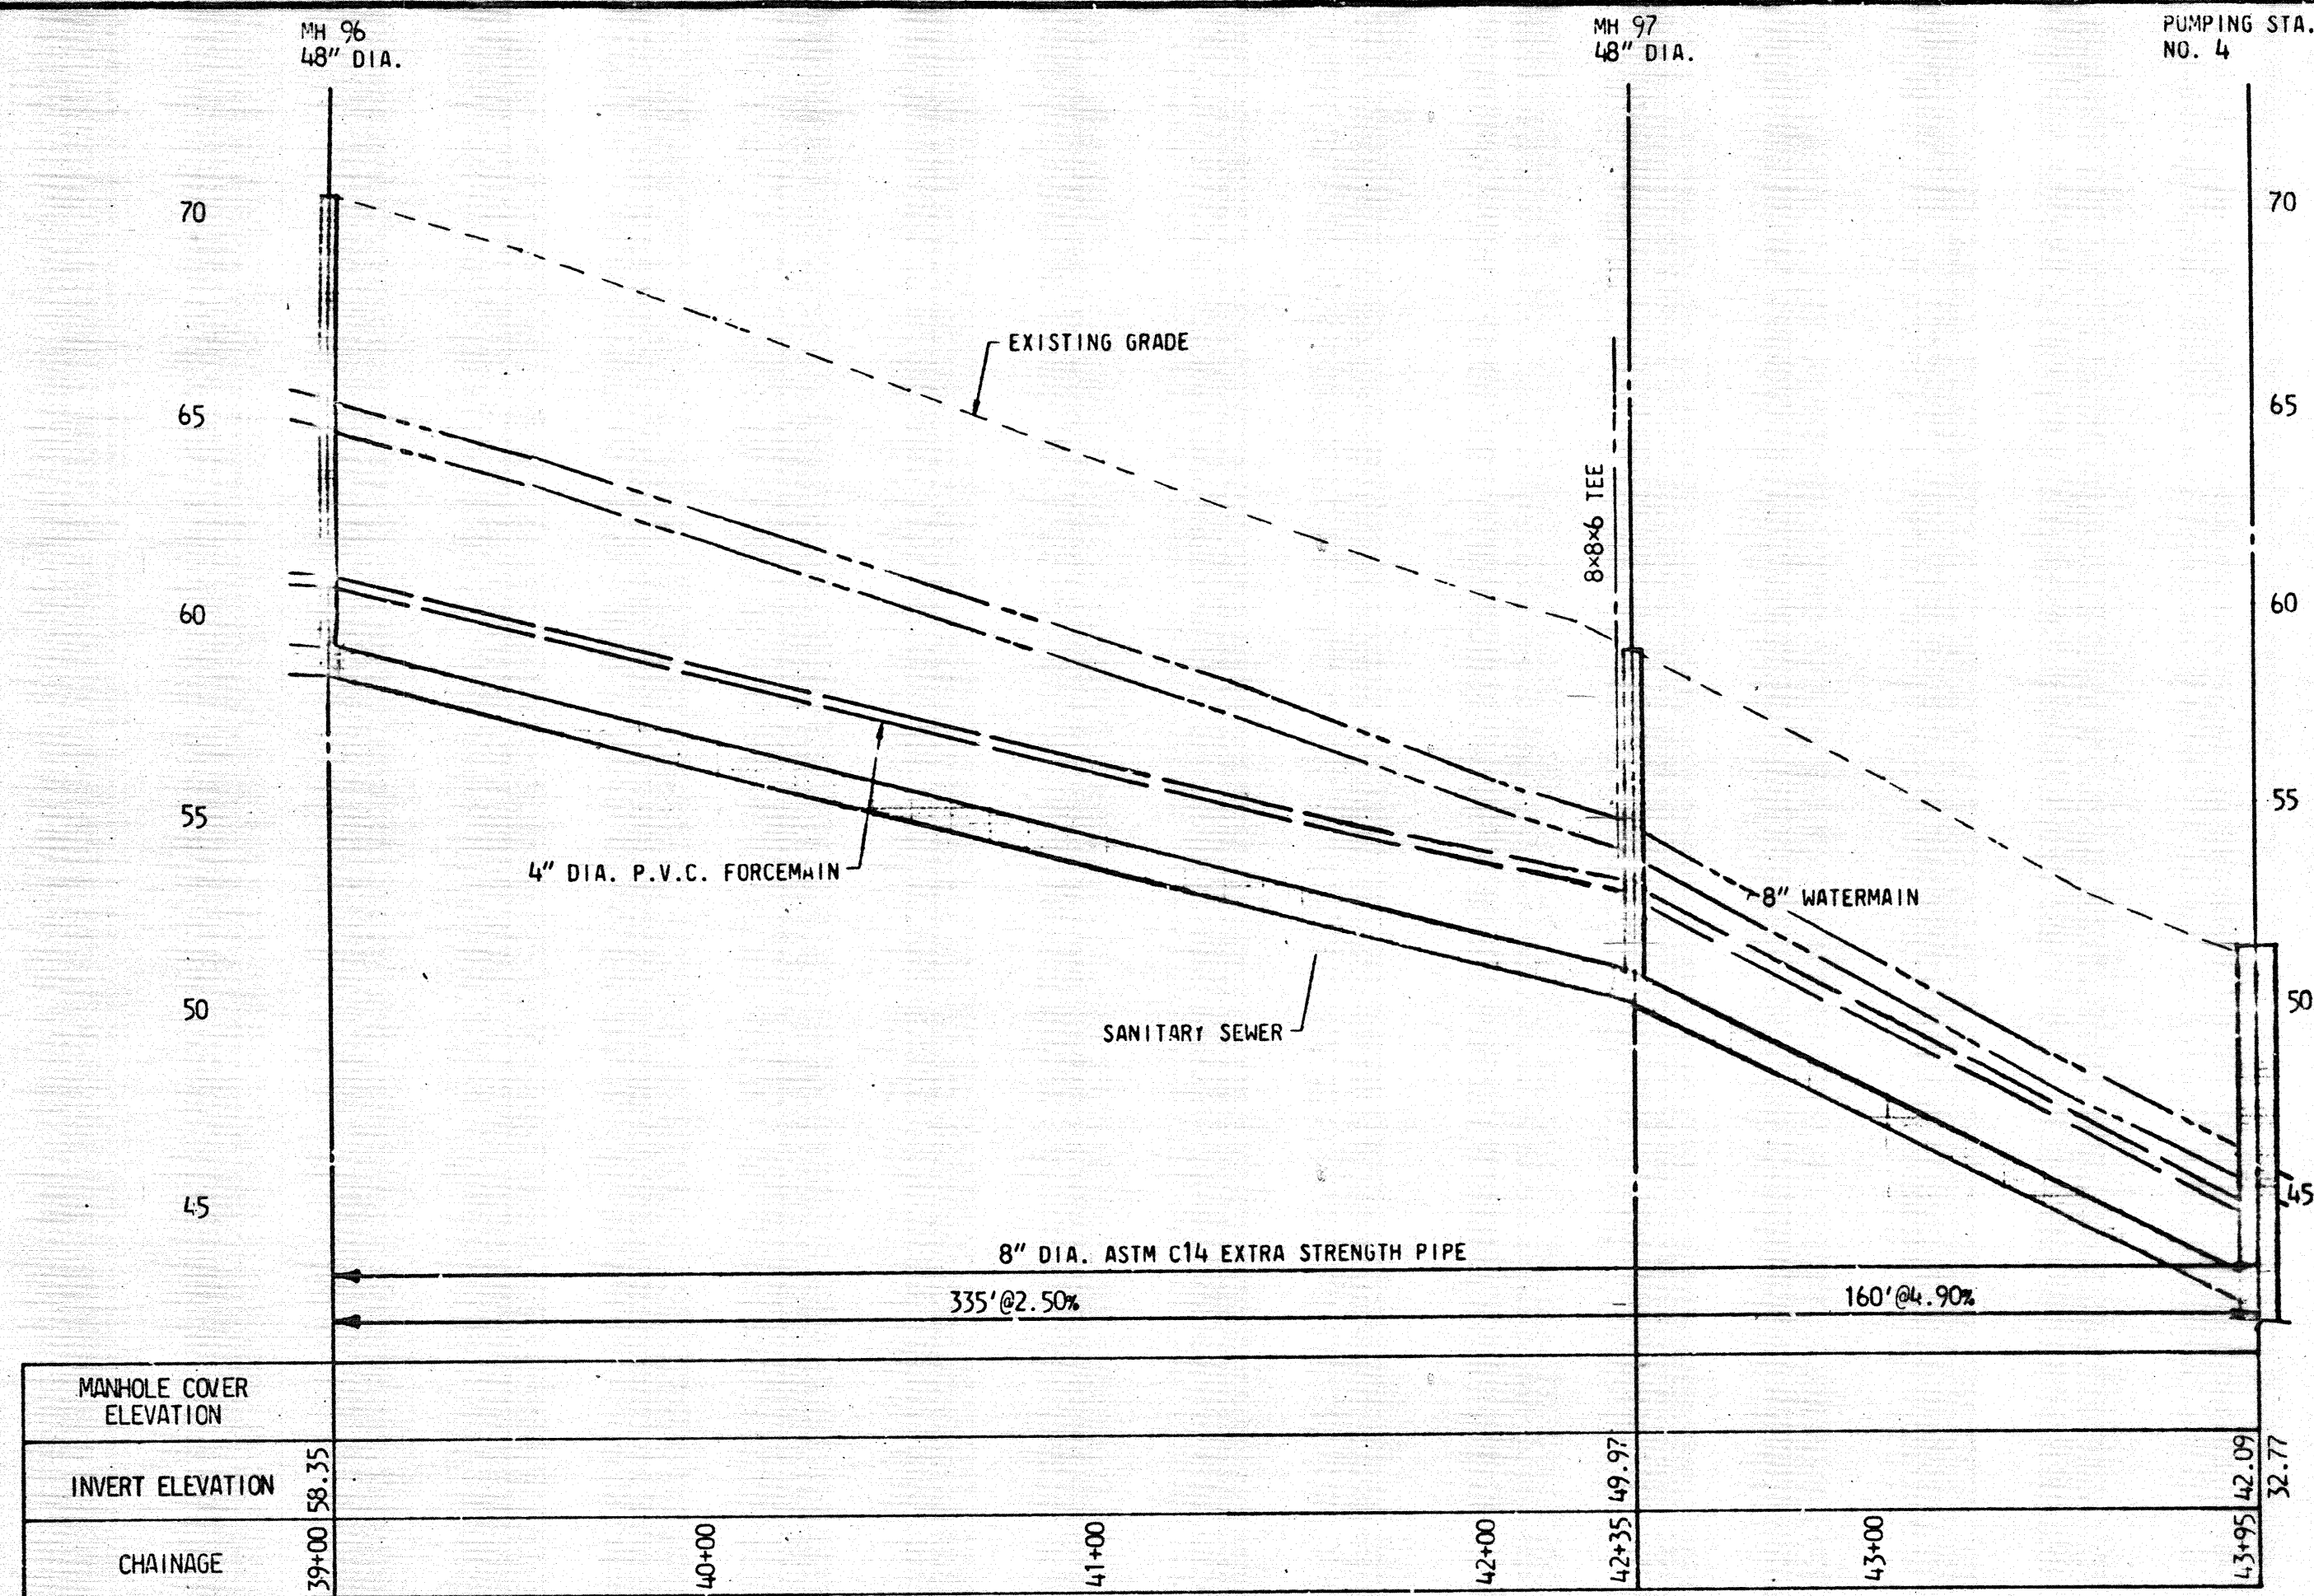 MH 96
48" DIA.
MH 97
48" DIA.
PUMPING STA.
NO. 4
70
70
EXISTING GRADE
65
65
8×8×6 TEE
60
60
55
55
4" DIA. P.V.C. FORCEMAIN
8" WATERMAIN
50
50
SANITARY SEWER
45
45
8" DIA. ASTM C14 EXTRA STRENGTH PIPE
335'@2.50%
160'@4.90%
MANHOLE COVER
ELEVATION
INVERT ELEVATION
58.35
49.97
42.09
32.77
CHAINAGE
39+00
40+00
41+00
42+00
42+35
43+00
43+95